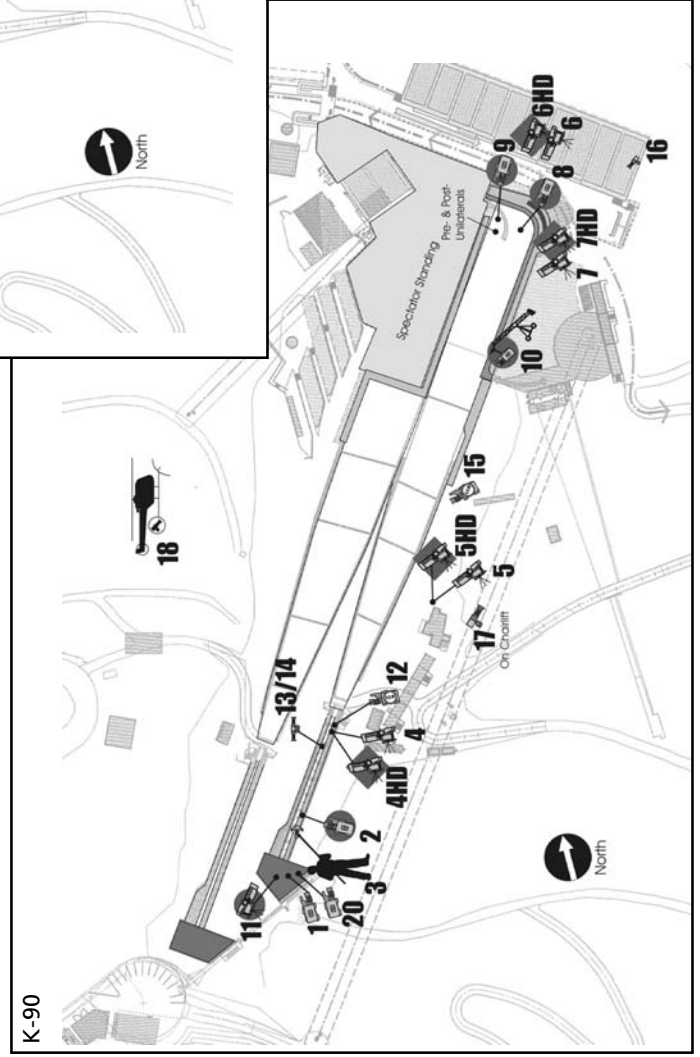 North
K-90
18
Spectator Standing
Pre- & Post-
Unilaterals
9
6HD
6
16
8
7HD
7
10
15
5HD
5
17
On Chairlift
13/14
12
4
4HD
2
3
11
1
20
North